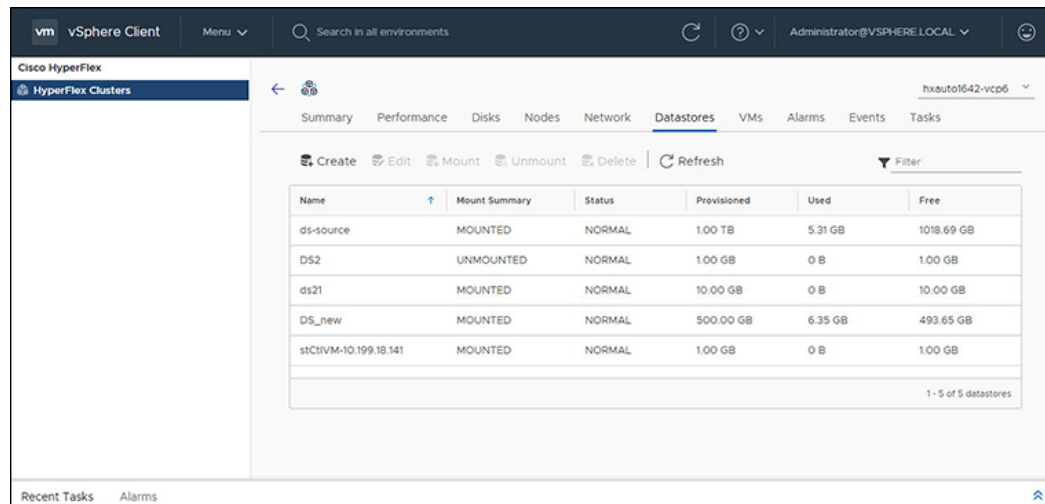 vm vSphere Client Menu Search in all environments Administrator@VSPHERE.LOCAL
Cisco HyperFlex
HyperFlex Clusters
hxauto1642-vcp6
Summary Performance Disks Nodes Network Datastores VMs Alarms Events Tasks
Create Edit Mount Unmount Delete Refresh Filter
Name Mount Summary Status Provisioned Used Free
ds-source MOUNTED NORMAL 1.00 TB 5.31 GB 1018.69 GB
DS2 UNMOUNTED NORMAL 1.00 GB 0 B 1.00 GB
ds21 MOUNTED NORMAL 10.00 GB 0 B 10.00 GB
DS_new MOUNTED NORMAL 500.00 GB 6.35 GB 493.65 GB
stCtlVM-10.199.18.141 MOUNTED NORMAL 1.00 GB 0 B 1.00 GB
1 - 5 of 5 datastores
Recent Tasks Alarms